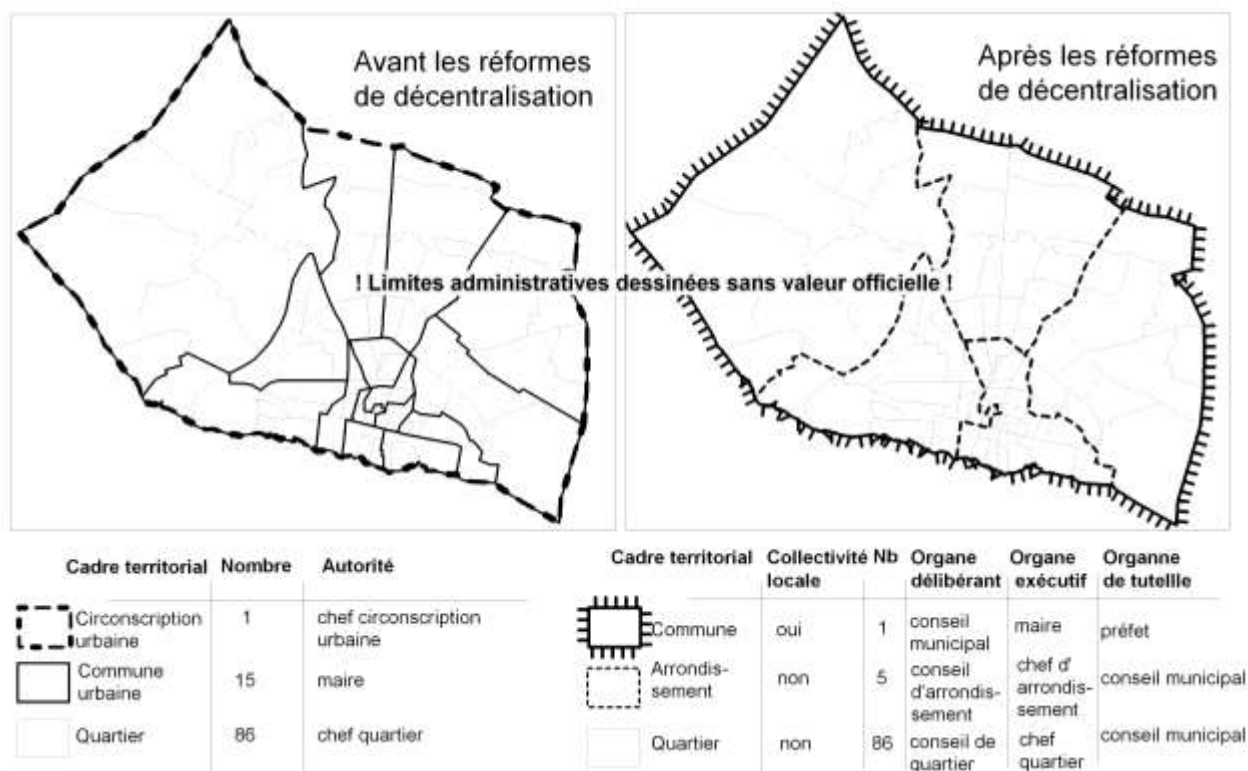 Avant les réformes
de décentralisation
Après les réformes
de décentralisation
! Limites administratives dessinées sans valeur officielle !
Cadre territorial Nombre Autorité
Circonscription urbaine 1 chef circonscription urbaine
Commune urbaine 15 maire
Quartier 86 chef quartier
Cadre territorial Collectivité locale Nb Organe délibérant Organe exécutif Organne de tutellle
Commune oui 1 conseil municipal maire préfet
Arrondis-sement non 5 conseil d'arrondis-sement chef d' arrondis-sement conseil municipal
Quartier non 86 conseil de quartier chef quartier conseil municipal